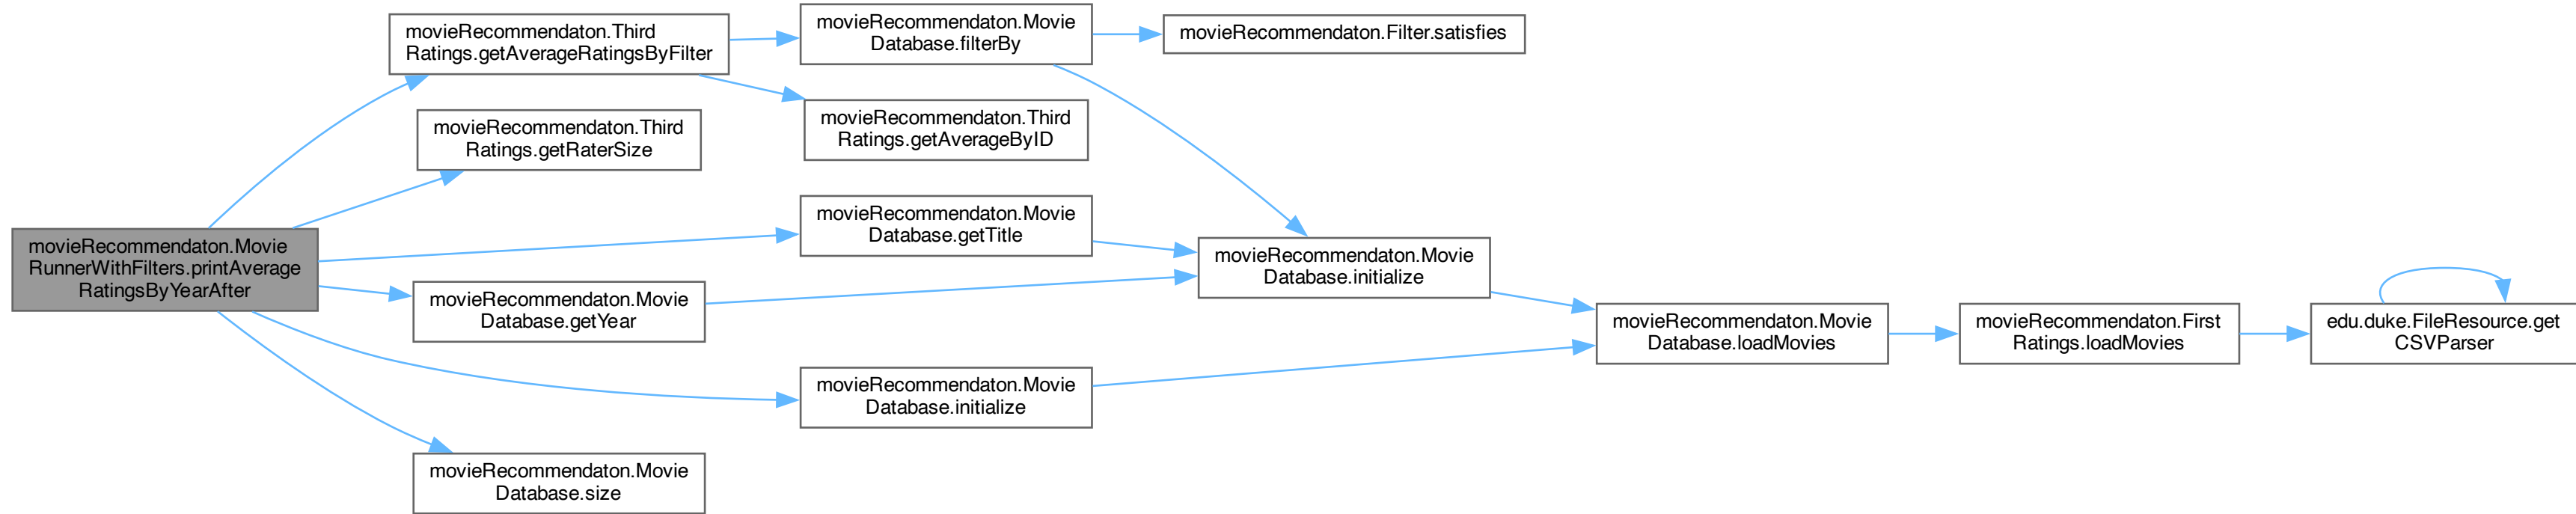 movieRecommendaton.Movie
RunnerWithFilters.printAverage
RatingsByYearAfter
movieRecommendaton.Third
Ratings.getAverageRatingsByFilter
movieRecommendaton.Third
Ratings.getRaterSize
movieRecommendaton.Movie
Database.getYear
movieRecommendaton.Movie
Database.size
movieRecommendaton.Movie
Database.filterBy
movieRecommendaton.Third
Ratings.getAverageByID
movieRecommendaton.Movie
Database.getTitle
movieRecommendaton.Movie
Database.initialize
movieRecommendaton.Filter.satisfies
movieRecommendaton.Movie
Database.initialize
movieRecommendaton.Movie
Database.loadMovies
movieRecommendaton.First
Ratings.loadMovies
edu.duke.FileResource.get
CSVParser